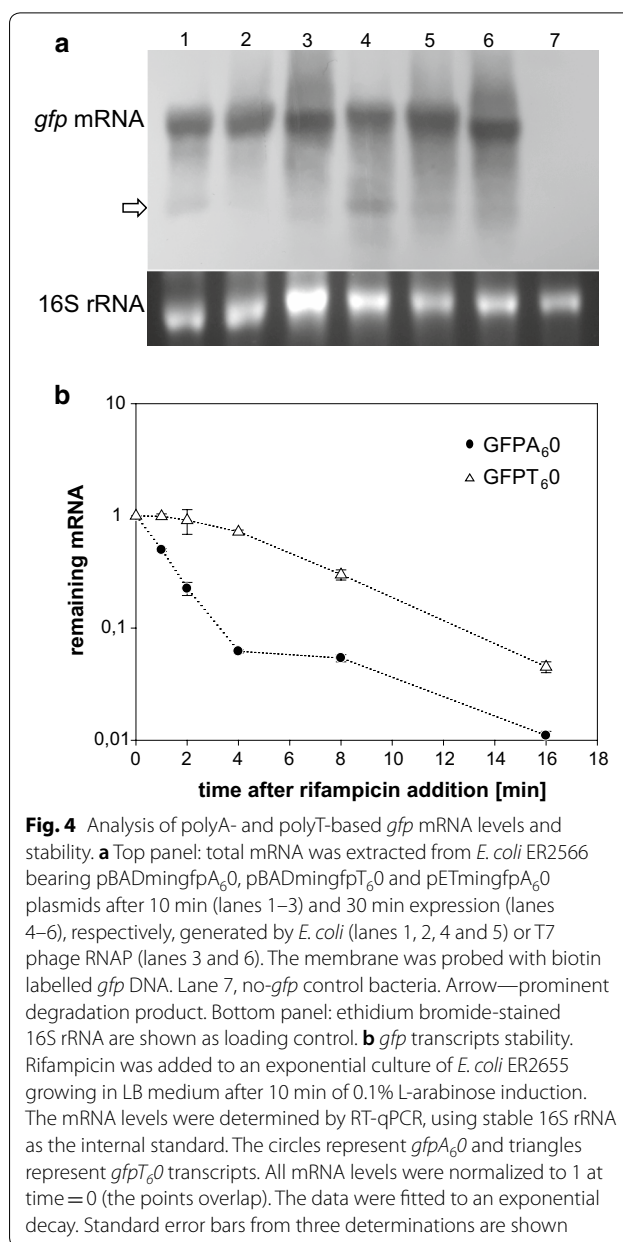 a
1 2 3 4 5 6 7
gfp mRNA
16S rRNA
b
10
1
0,1
0,01
remaining mRNA
GFPA₆0
GFPT₆0
0 2 4 6 8 10 12 14 16 18
time after rifampicin addition [min]
Fig. 4 Analysis of polyA- and polyT-based gfp mRNA levels and
stability. a Top panel: total mRNA was extracted from E. coli ER2566
bearing pBADmingfpA₆0, pBADmingfpT₆0 and pETmingfpA₆0
plasmids after 10 min (lanes 1–3) and 30 min expression (lanes
4–6), respectively, generated by E. coli (lanes 1, 2, 4 and 5) or T7
phage RNAP (lanes 3 and 6). The membrane was probed with biotin
labelled gfp DNA. Lane 7, no-gfp control bacteria. Arrow—prominent
degradation product. Bottom panel: ethidium bromide-stained
16S rRNA are shown as loading control. b gfp transcripts stability.
Rifampicin was added to an exponential culture of E. coli ER2655
growing in LB medium after 10 min of 0.1% L-arabinose induction.
The mRNA levels were determined by RT-qPCR, using stable 16S rRNA
as the internal standard. The circles represent gfpA₆0 and triangles
represent gfpT₆0 transcripts. All mRNA levels were normalized to 1 at
time = 0 (the points overlap). The data were fitted to an exponential
decay. Standard error bars from three determinations are shown